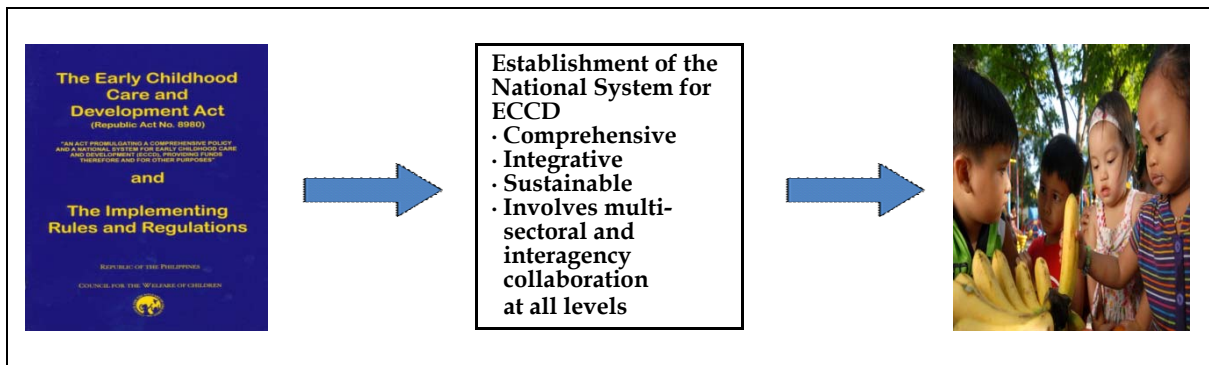 The Early Childhood
Care and
Development Act
(Republic Act No. 8980)
"AN ACT PROMULGATING A COMPREHENSIVE POLICY
AND A NATIONAL SYSTEM FOR EARLY CHILDHOOD CARE
AND DEVELOPMENT (ECCD), PROVIDING FUNDS
THEREFORE AND FOR OTHER PURPOSES"
and
The Implementing
Rules and Regulations
REPUBLIC OF THE PHILIPPINES
COUNCIL FOR THE WELFARE OF CHILDREN
Establishment of the
National System for
ECCD
· Comprehensive
· Integrative
· Sustainable
· Involves multi-
sectoral and
interagency
collaboration
at all levels